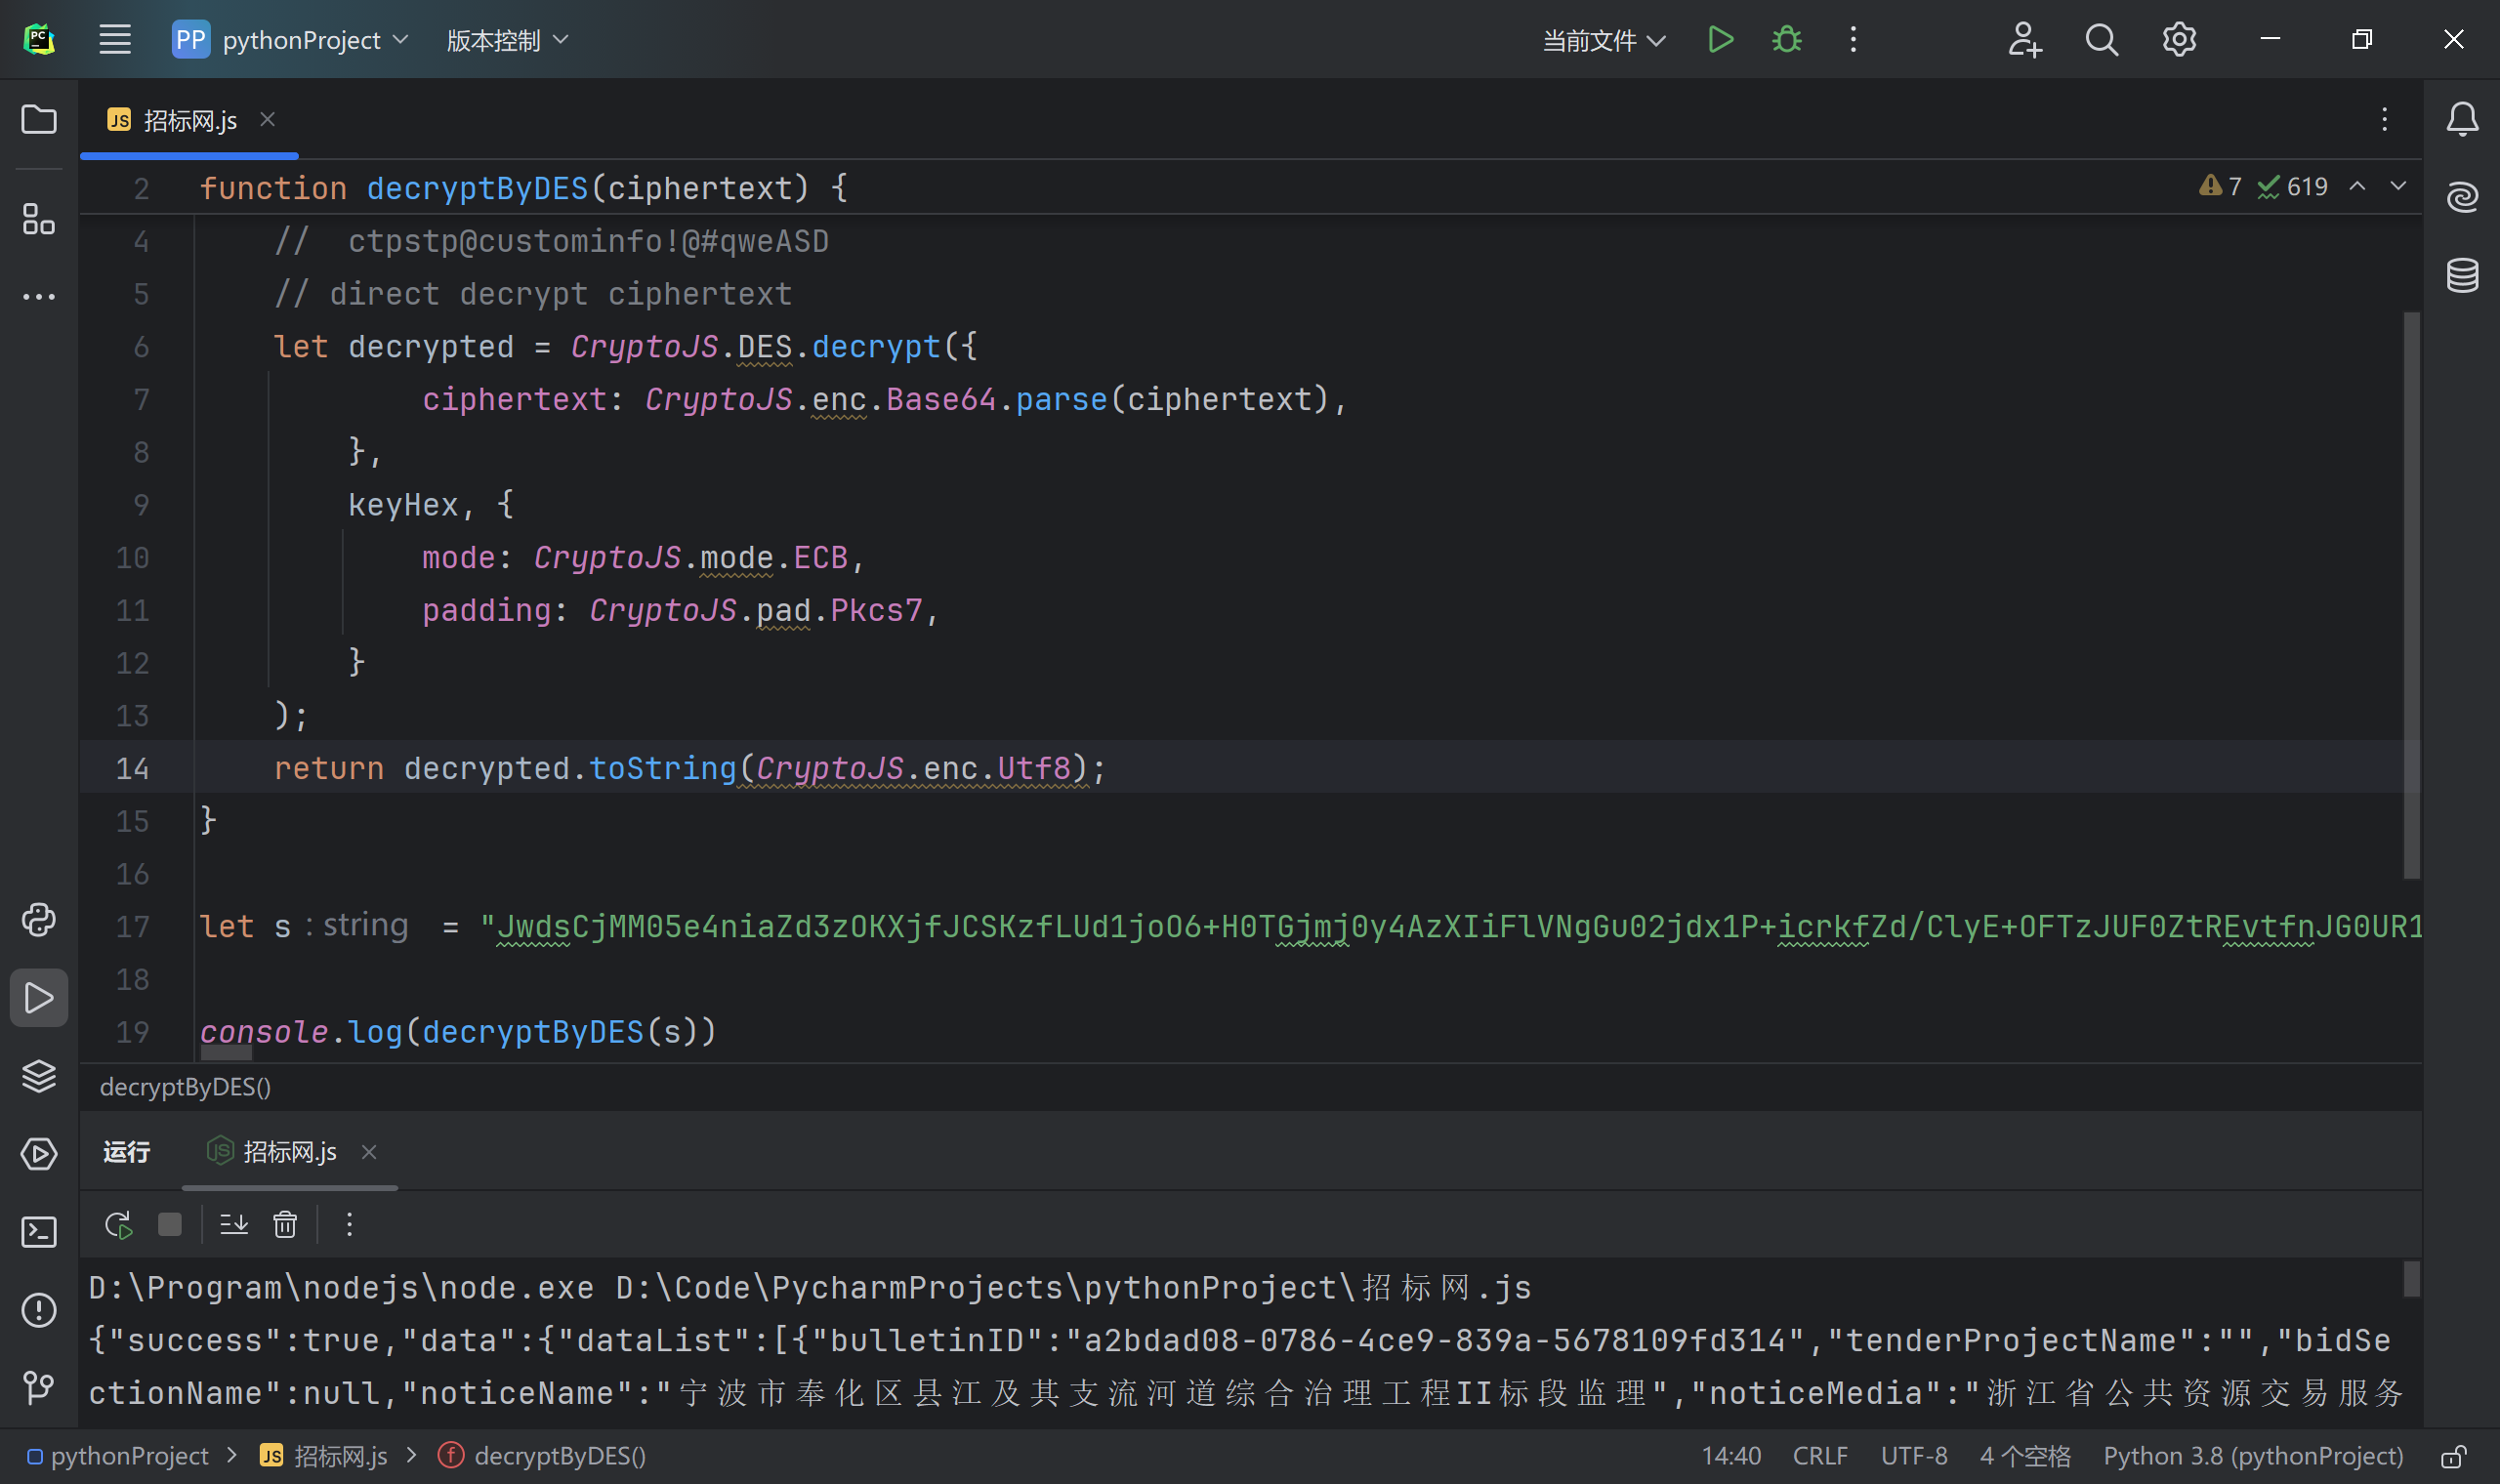 PC
PP pythonProject 版本控制 当前文件
JS 招标网.js
2 function decryptByDES(ciphertext) { 7 619
4 //  ctpstp@custominfo!@#qweASD
5 // direct decrypt ciphertext
6 let decrypted = CryptoJS.DES.decrypt({
7 ciphertext: CryptoJS.enc.Base64.parse(ciphertext),
8 },
9 keyHex, {
10 mode: CryptoJS.mode.ECB,
11 padding: CryptoJS.pad.Pkcs7,
12 }
13 );
14 return decrypted.toString(CryptoJS.enc.Utf8);
15 }
16
17 let s : string = "JwdsCjMM05e4niaZd3zOKXjfJCSKzfLUd1joO6+H0TGjmj0y4AzXIiFlVNgGu02jdx1P+icrkfZd/ClyE+OFTzJUF0ZtREvtfnJG0UR1
18
19 console.log(decryptByDES(s))
decryptByDES()
运行 JS 招标网.js
D:\Program\nodejs\node.exe D:\Code\PycharmProjects\pythonProject\招标网.js
{"success":true,"data":{"dataList":[{"bulletinID":"a2bdad08-0786-4ce9-839a-5678109fd314","tenderProjectName":"","bidSe
ctionName":null,"noticeName":"宁波市奉化区县江及其支流河道综合治理工程II标段监理","noticeMedia":"浙江省公共资源交易服务
pythonProject > JS 招标网.js > f decryptByDES() 14:40 CRLF UTF-8 4 个空格 Python 3.8 (pythonProject)